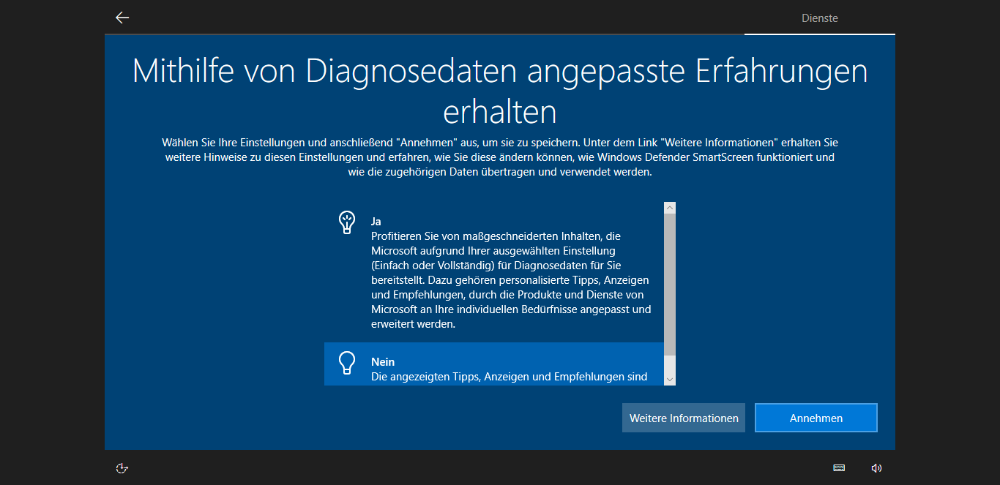 Dienste
Mithilfe von Diagnosedaten angepasste Erfahrungen
erhalten
Wählen Sie Ihre Einstellungen und anschließend "Annehmen" aus, um sie zu speichern. Unter dem Link "Weitere Informationen" erhalten Sie
weitere Hinweise zu diesen Einstellungen und erfahren, wie Sie diese ändern können, wie Windows Defender SmartScreen funktioniert und
wie die zugehörigen Daten übertragen und verwendet werden.
Ja
Profitieren Sie von maßgeschneiderten Inhalten, die
Microsoft aufgrund Ihrer ausgewählten Einstellung
(Einfach oder Vollständig) für Diagnosedaten für Sie
bereitstellt. Dazu gehören personalisierte Tipps, Anzeigen
und Empfehlungen, durch die Produkte und Dienste von
Microsoft an Ihre individuellen Bedürfnisse angepasst und
erweitert werden.
Nein
Die angezeigten Tipps, Anzeigen und Empfehlungen sind
Weitere Informationen
Annehmen